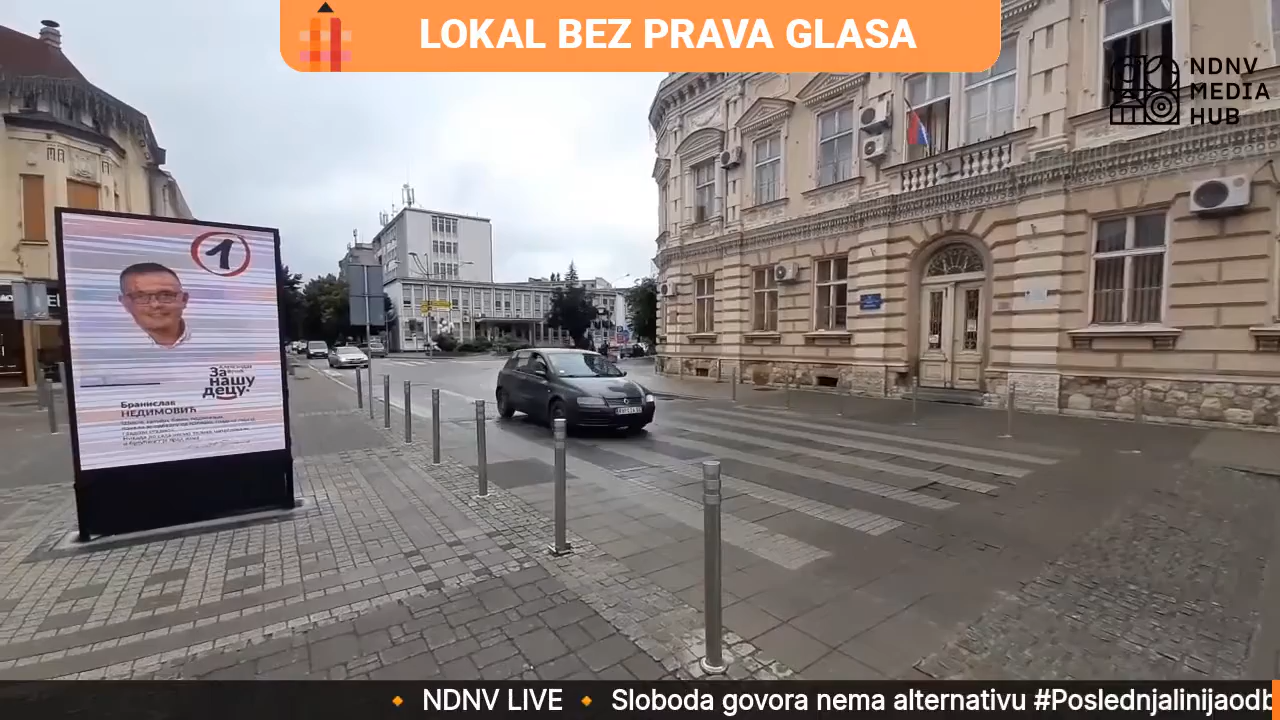 LOKAL BEZ PRAVA GLASA
NDNV
MEDIA
HUB
1
За
нашу
децу.
Бранислав
НЕДИМОВИЋ
NDNV LIVE Sloboda govora nema alternativu #Poslednjalinijaodb